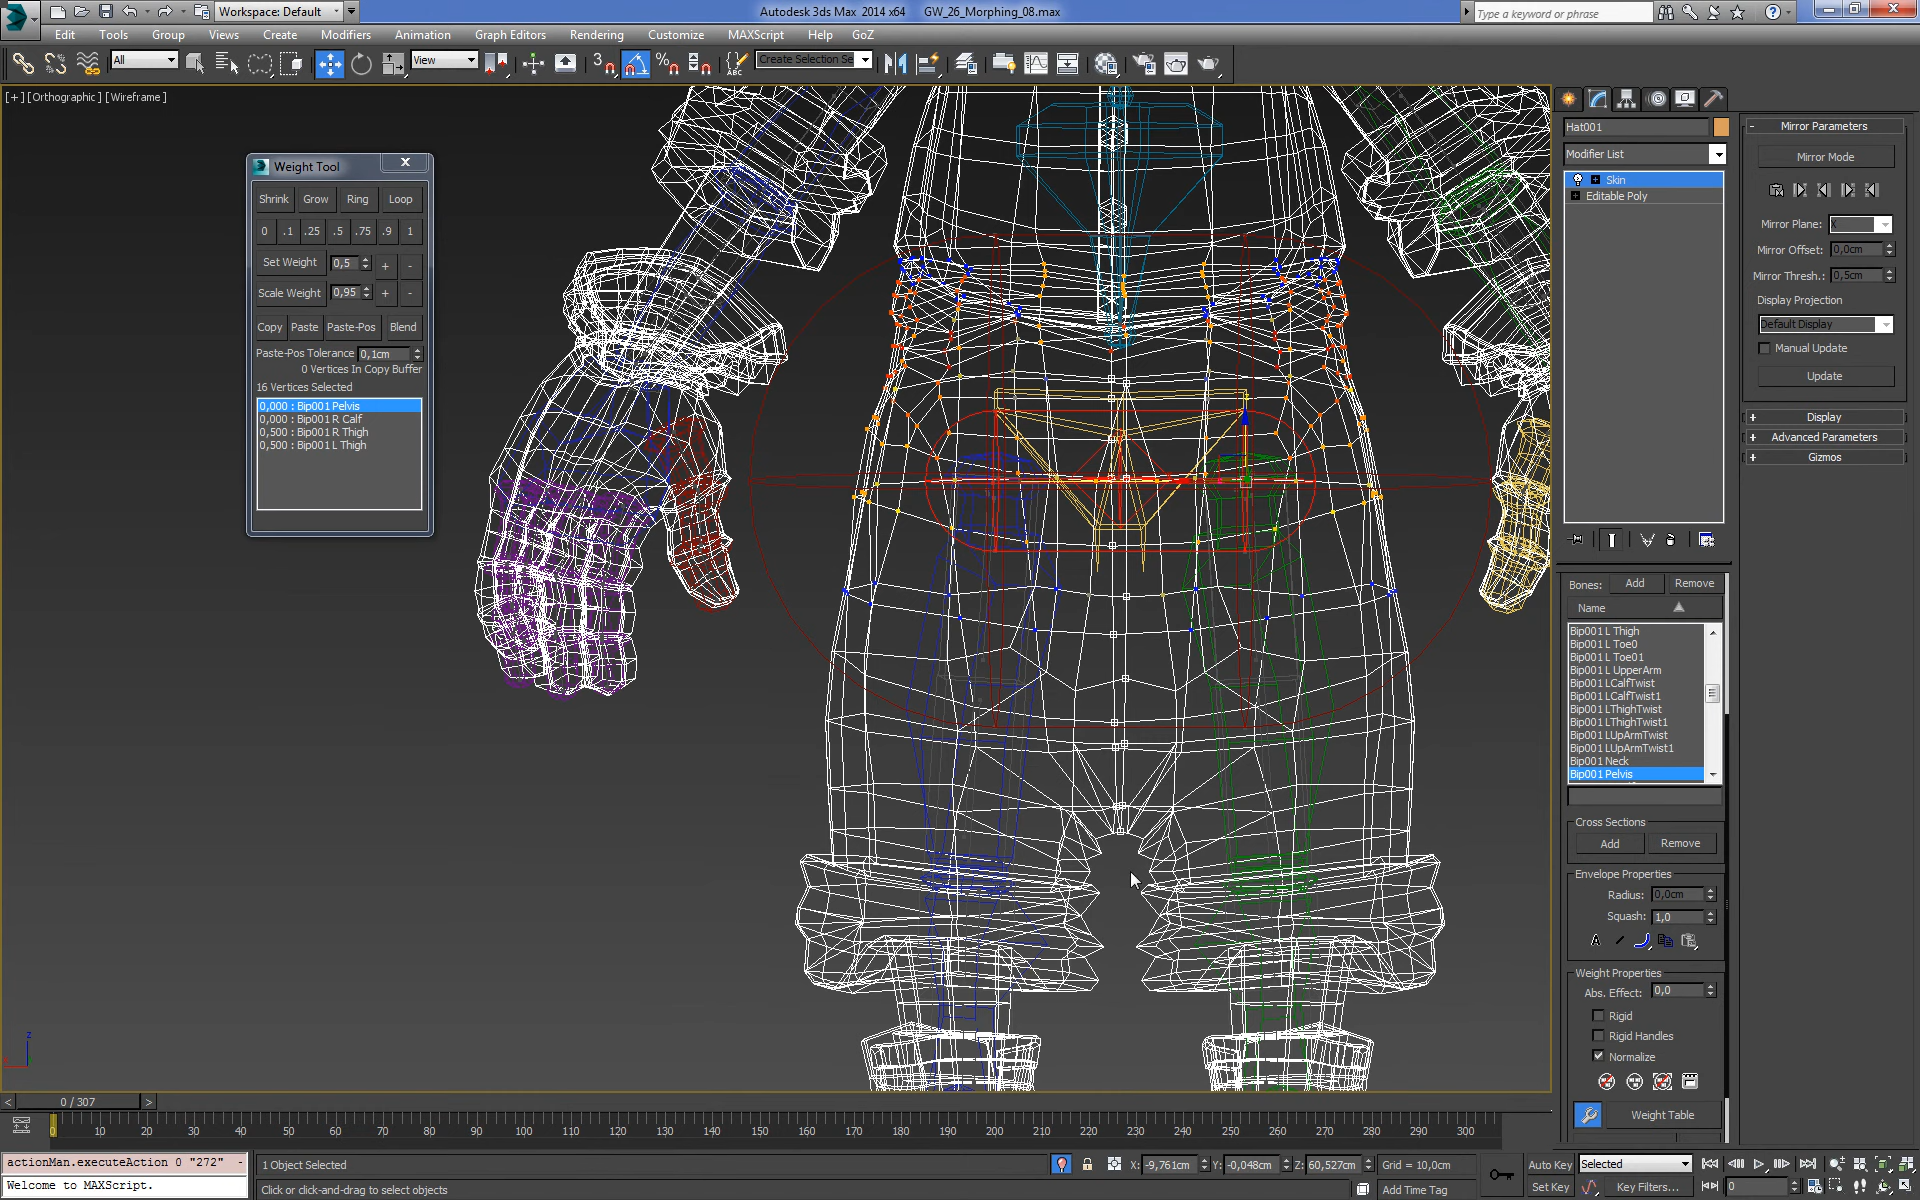 Workspace: Default
Autodesk 3ds Max 2014 x64 GW_26_Morphing_08.max
Type a keyword or phrase
Edit Tools Group Views Create Modifiers Animation Graph Editors Rendering Customize MAXScript Help GoZ
All
View
3
Create Selection Se
[+] [Orthographic] [Wireframe]
Weight Tool
Shrink Grow Ring Loop
0 .1 .25 .5 .75 .9 1
Set Weight 0,5 + -
Scale Weight 0,95 + -
Copy Paste Paste-Pos Blend
Paste-Pos Tolerance 0,1cm
0 Vertices In Copy Buffer
16 Vertices Selected
0,000 : Bip001 Pelvis
0,000 : Bip001 R Calf
0,500 : Bip001 R Thigh
0,500 : Bip001 L Thigh
Hat001
Modifier List
Skin
Editable Poly
Bones: Add Remove
Name
Bip001 L Thigh
Bip001 L Toe0
Bip001 L Toe01
Bip001 L UpperArm
Bip001 LCalfTwist
Bip001 LCalfTwist1
Bip001 LThighTwist
Bip001 LThighTwist1
Bip001 LUpArmTwist
Bip001 LUpArmTwist1
Bip001 Neck
Bip001 Pelvis
Cross Sections
Add Remove
Envelope Properties
Radius: 0,0cm
Squash: 1,0
Weight Properties
Abs. Effect: 0,0
Rigid
Rigid Handles
Normalize
Weight Table
- Mirror Parameters
Mirror Mode
Mirror Plane: X
Mirror Offset: 0,0cm
Mirror Thresh.: 0,5cm
Display Projection
Default Display
Manual Update
Update
+ Display
+ Advanced Parameters
+ Gizmos
z
< 0 / 307 >
0 10 20 30 40 50 60 70 80 90 100 110 120 130 140 150 160 170 180 190 200 210 220 230 240 250 260 270 280 290 300
actionMan.executeAction 0 "272" -
Welcome to MAXScript.
1 Object Selected
Click or click-and-drag to select objects
X: -9,761cm Y: -0,048cm Z: 60,527cm Grid = 10,0cm
Add Time Tag
Auto Key Selected
Set Key Key Filters...
0